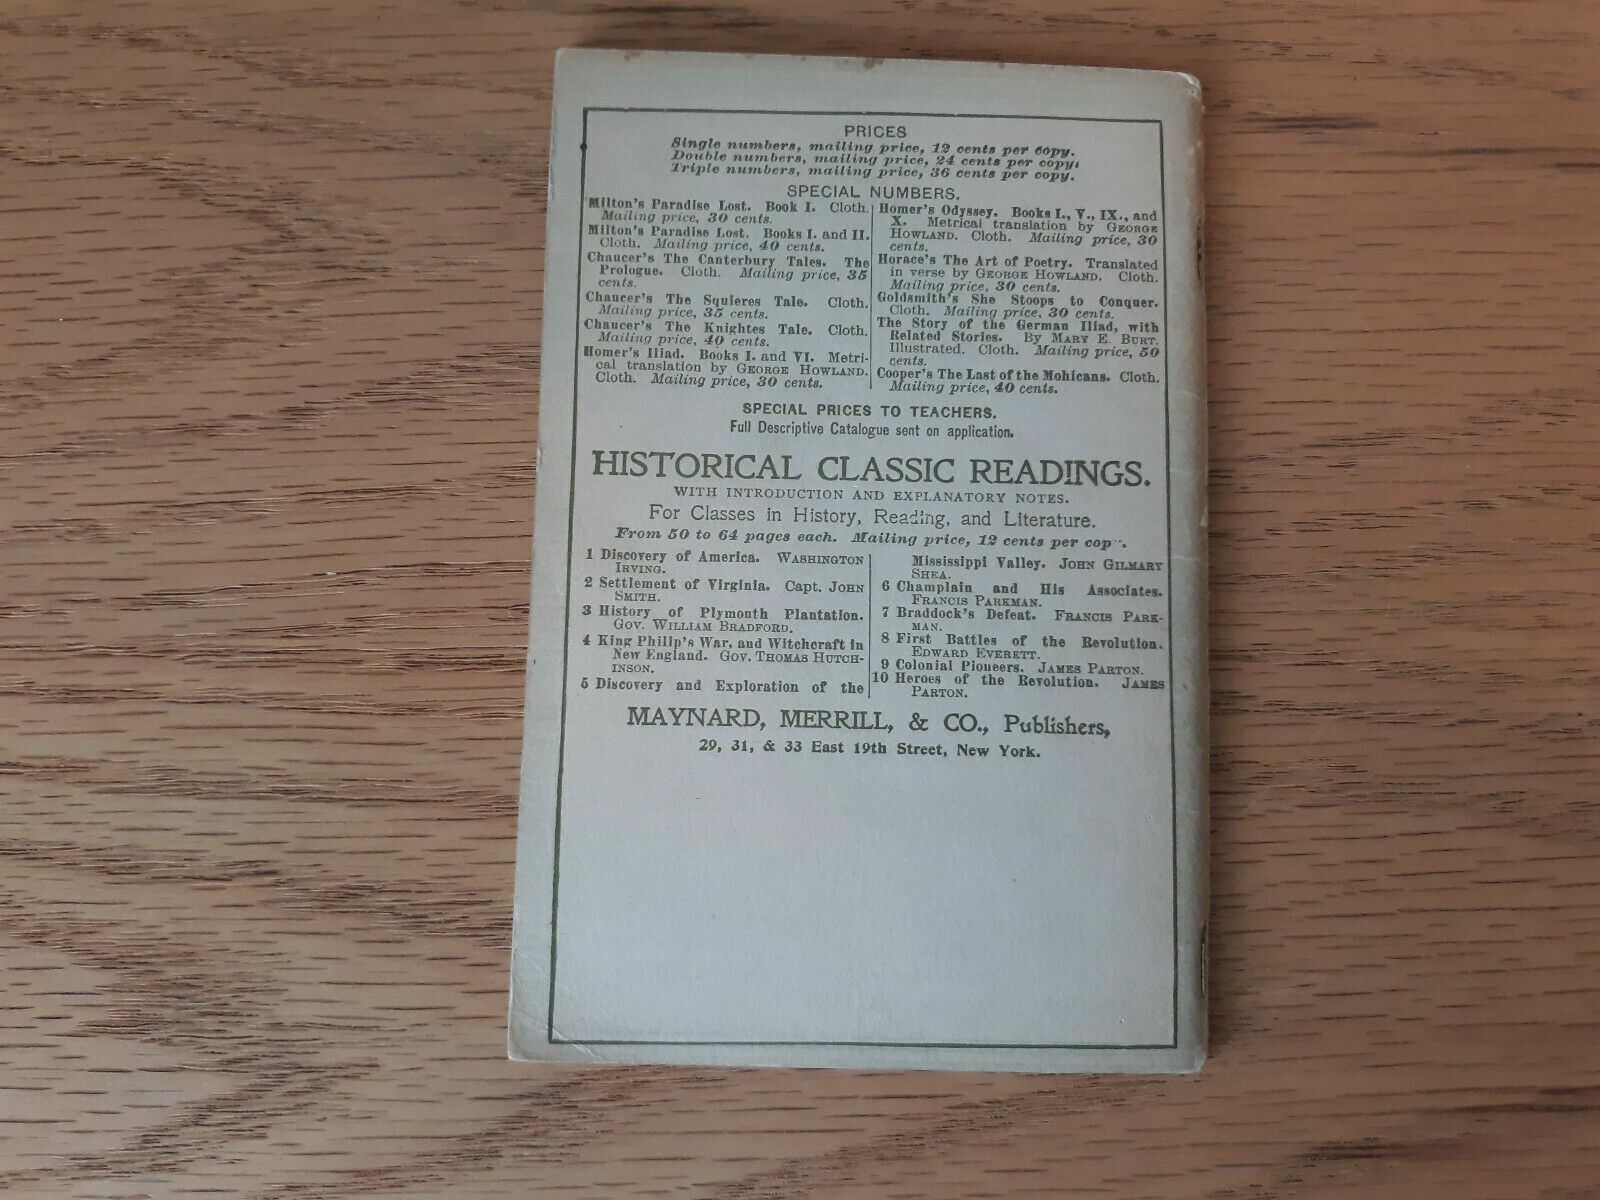 PRICES
Single numbers, mailing price, 12 cents per copy.
Double numbers, mailing price, 24 cents per copy.
Triple numbers, mailing price, 36 cents per copy.
SPECIAL NUMBERS.
Milton's Paradise Lost. Book I. Cloth.
Mailing price, 30 cents.
Milton's Paradise Lost. Books I. and II.
Cloth. Mailing price, 40 cents.
Chaucer's The Canterbury Tales. The
Prologue. Cloth. Mailing price, 35
cents.
Chaucer's The Squieres Tale. Cloth.
Mailing price, 35 cents.
Chaucer's The Knightes Tale. Cloth.
Mailing price, 40 cents.
Homer's Iliad. Books I. and VI. Metri-
cal translation by GEORGE HOWLAND.
Cloth. Mailing price, 30 cents.
Homer's Odyssey. Books I., V., IX., and
X. Metrical translation by GEORGE
HOWLAND. Cloth. Mailing price, 30
cents.
Horace's The Art of Poetry. Translated
in verse by GEORGE HOWLAND. Cloth.
Mailing price, 30 cents.
Goldsmith's She Stoops to Conquer.
Cloth. Mailing price, 30 cents.
The Story of the German Iliad, with
Related Stories. By MARY E. BURT.
Illustrated. Cloth. Mailing price, 50
cents.
Cooper's The Last of the Mohicans. Cloth.
Mailing price, 40 cents.
SPECIAL PRICES TO TEACHERS.
Full Descriptive Catalogue sent on application.
HISTORICAL CLASSIC READINGS.
WITH INTRODUCTION AND EXPLANATORY NOTES.
For Classes in History, Reading, and Literature.
From 50 to 64 pages each. Mailing price, 12 cents per copy.
1 Discovery of America. WASHINGTON
IRVING.
2 Settlement of Virginia. CAPT. JOHN
SMITH.
3 History of Plymouth Plantation.
GOV. WILLIAM BRADFORD.
4 King Philip's War, and Witchcraft in
New England. GOV. THOMAS HUTCH-
INSON.
5 Discovery and Exploration of the
Mississippi Valley. JOHN GILMARY
SHEA.
6 Champlain and His Associates.
FRANCIS PARKMAN.
7 Braddock's Defeat. FRANCIS PARK-
MAN.
8 First Battles of the Revolution.
EDWARD EVERETT.
9 Colonial Pioneers. JAMES PARTON.
10 Heroes of the Revolution. JAMES
PARTON.
MAYNARD, MERRILL, & CO., Publishers,
29, 31, & 33 East 19th Street, New York.